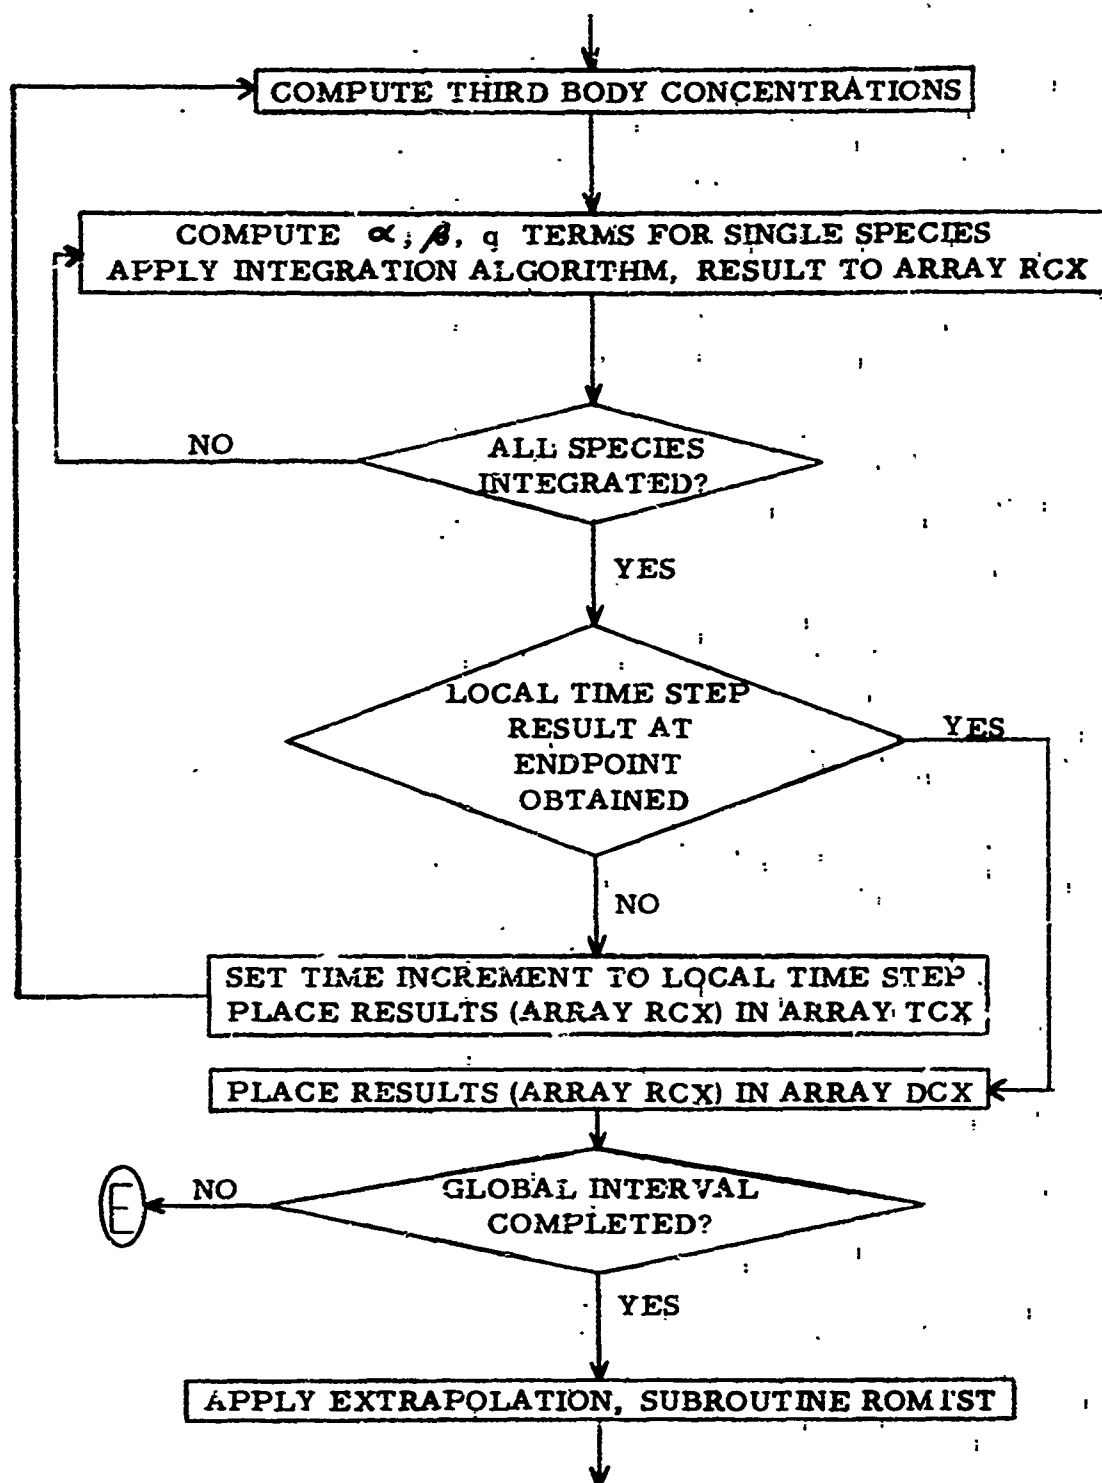 COMPUTE THIRD BODY CONCENTRATIONS
COMPUTE α, β, q TERMS FOR SINGLE SPECIES
APPLY INTEGRATION ALGORITHM, RESULT TO ARRAY RCX
NO
ALL SPECIES
INTEGRATED?
YES
LOCAL TIME STEP
RESULT AT
ENDPOINT
OBTAINED
YES
NO
SET TIME INCREMENT TO LOCAL TIME STEP
PLACE RESULTS (ARRAY RCX) IN ARRAY TCX
PLACE RESULTS (ARRAY RCX) IN ARRAY DCX
E
NO
GLOBAL INTERVAL
COMPLETED?
YES
APPLY EXTRAPOLATION, SUBROUTINE ROMIST